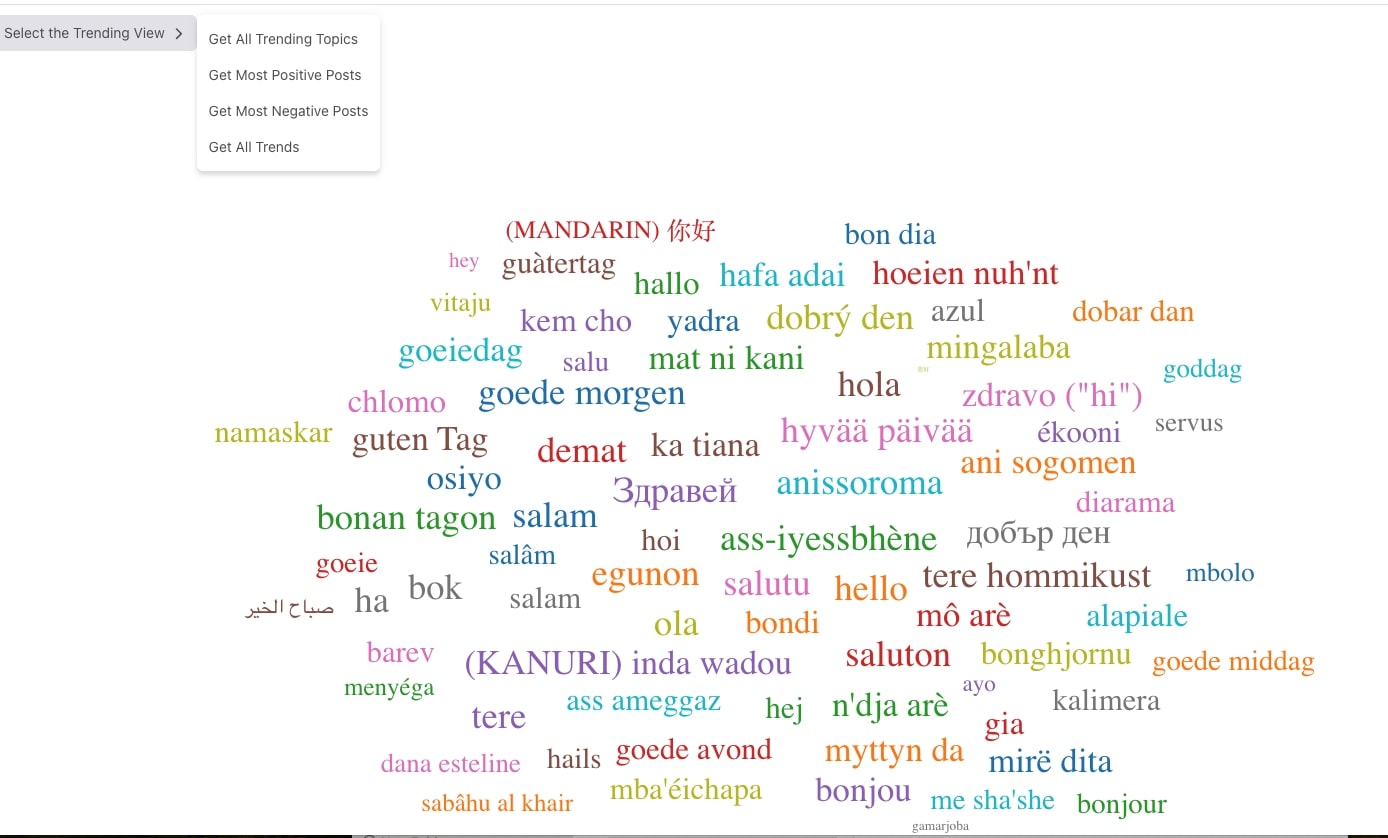 Select the Trending View
Get All Trending Topics
Get Most Positive Posts
Get Most Negative Posts
Get All Trends
(MANDARIN) 你好
bon dia
hey
guàtertag
hallo
hafa adai
hoeien nuh'nt
vitaju
kem cho
yadra
dobrý den
azul
dobar dan
goeiedag
salu
mat ni kani
mingalaba
goddag
chlomo
goede morgen
hola
zdravo ("hi")
namaskar
guten Tag
demat
ka tiana
hyvää päivää
ékooni
servus
osiyo
Здравей
anissoroma
ani sogomen
diarama
bonan tagon
salam
hoi
ass-iyessbhène
добър ден
goeie
salâm
egunon
salutu
hello
tere hommikust
mbolo
صباح الخير
ha
bok
salam
ola
bondi
mô arè
alapiale
barev
(KANURI) inda wadou
saluton
bonghjornu
goede middag
menyéga
ass ameggaz
hej
n'dja arè
ayo
kalimera
tere
gia
dana esteline
hails
goede avond
myttyn da
mirë dita
sabâhu al khair
mba'éichapa
bonjou
me sha'she
bonjour
gamarjoba